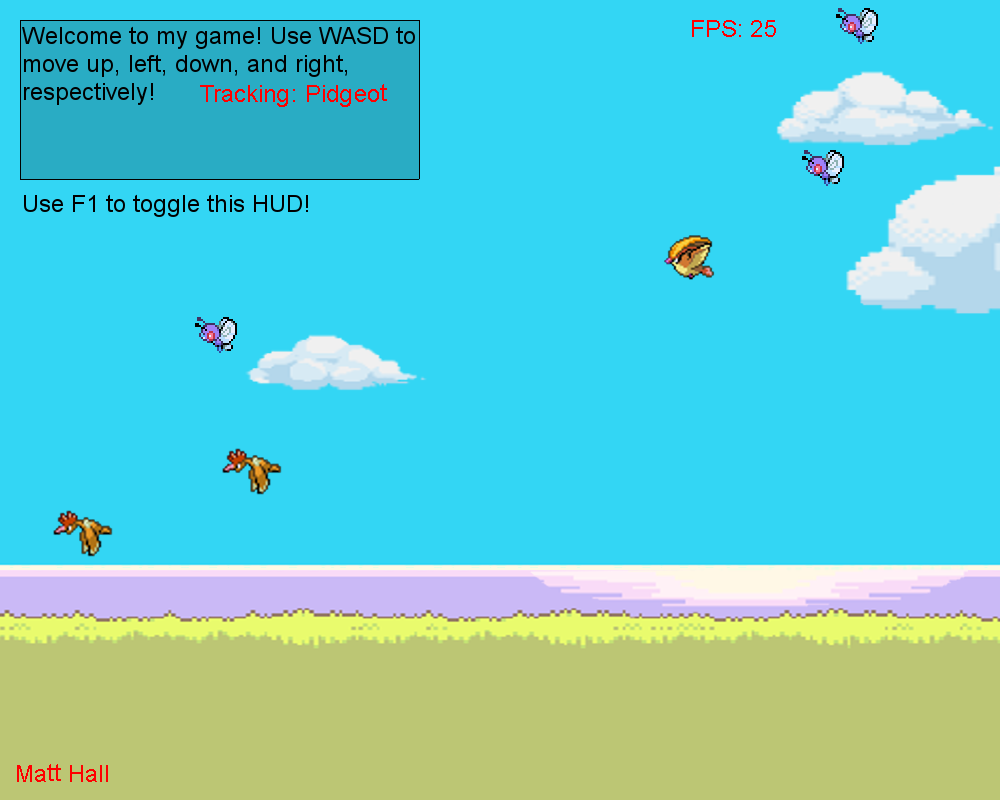 Welcome to my game! Use WASD to
move up, left, down, and right,
respectively!
Tracking: Pidgeot
Use F1 to toggle this HUD!
FPS: 25
Matt Hall